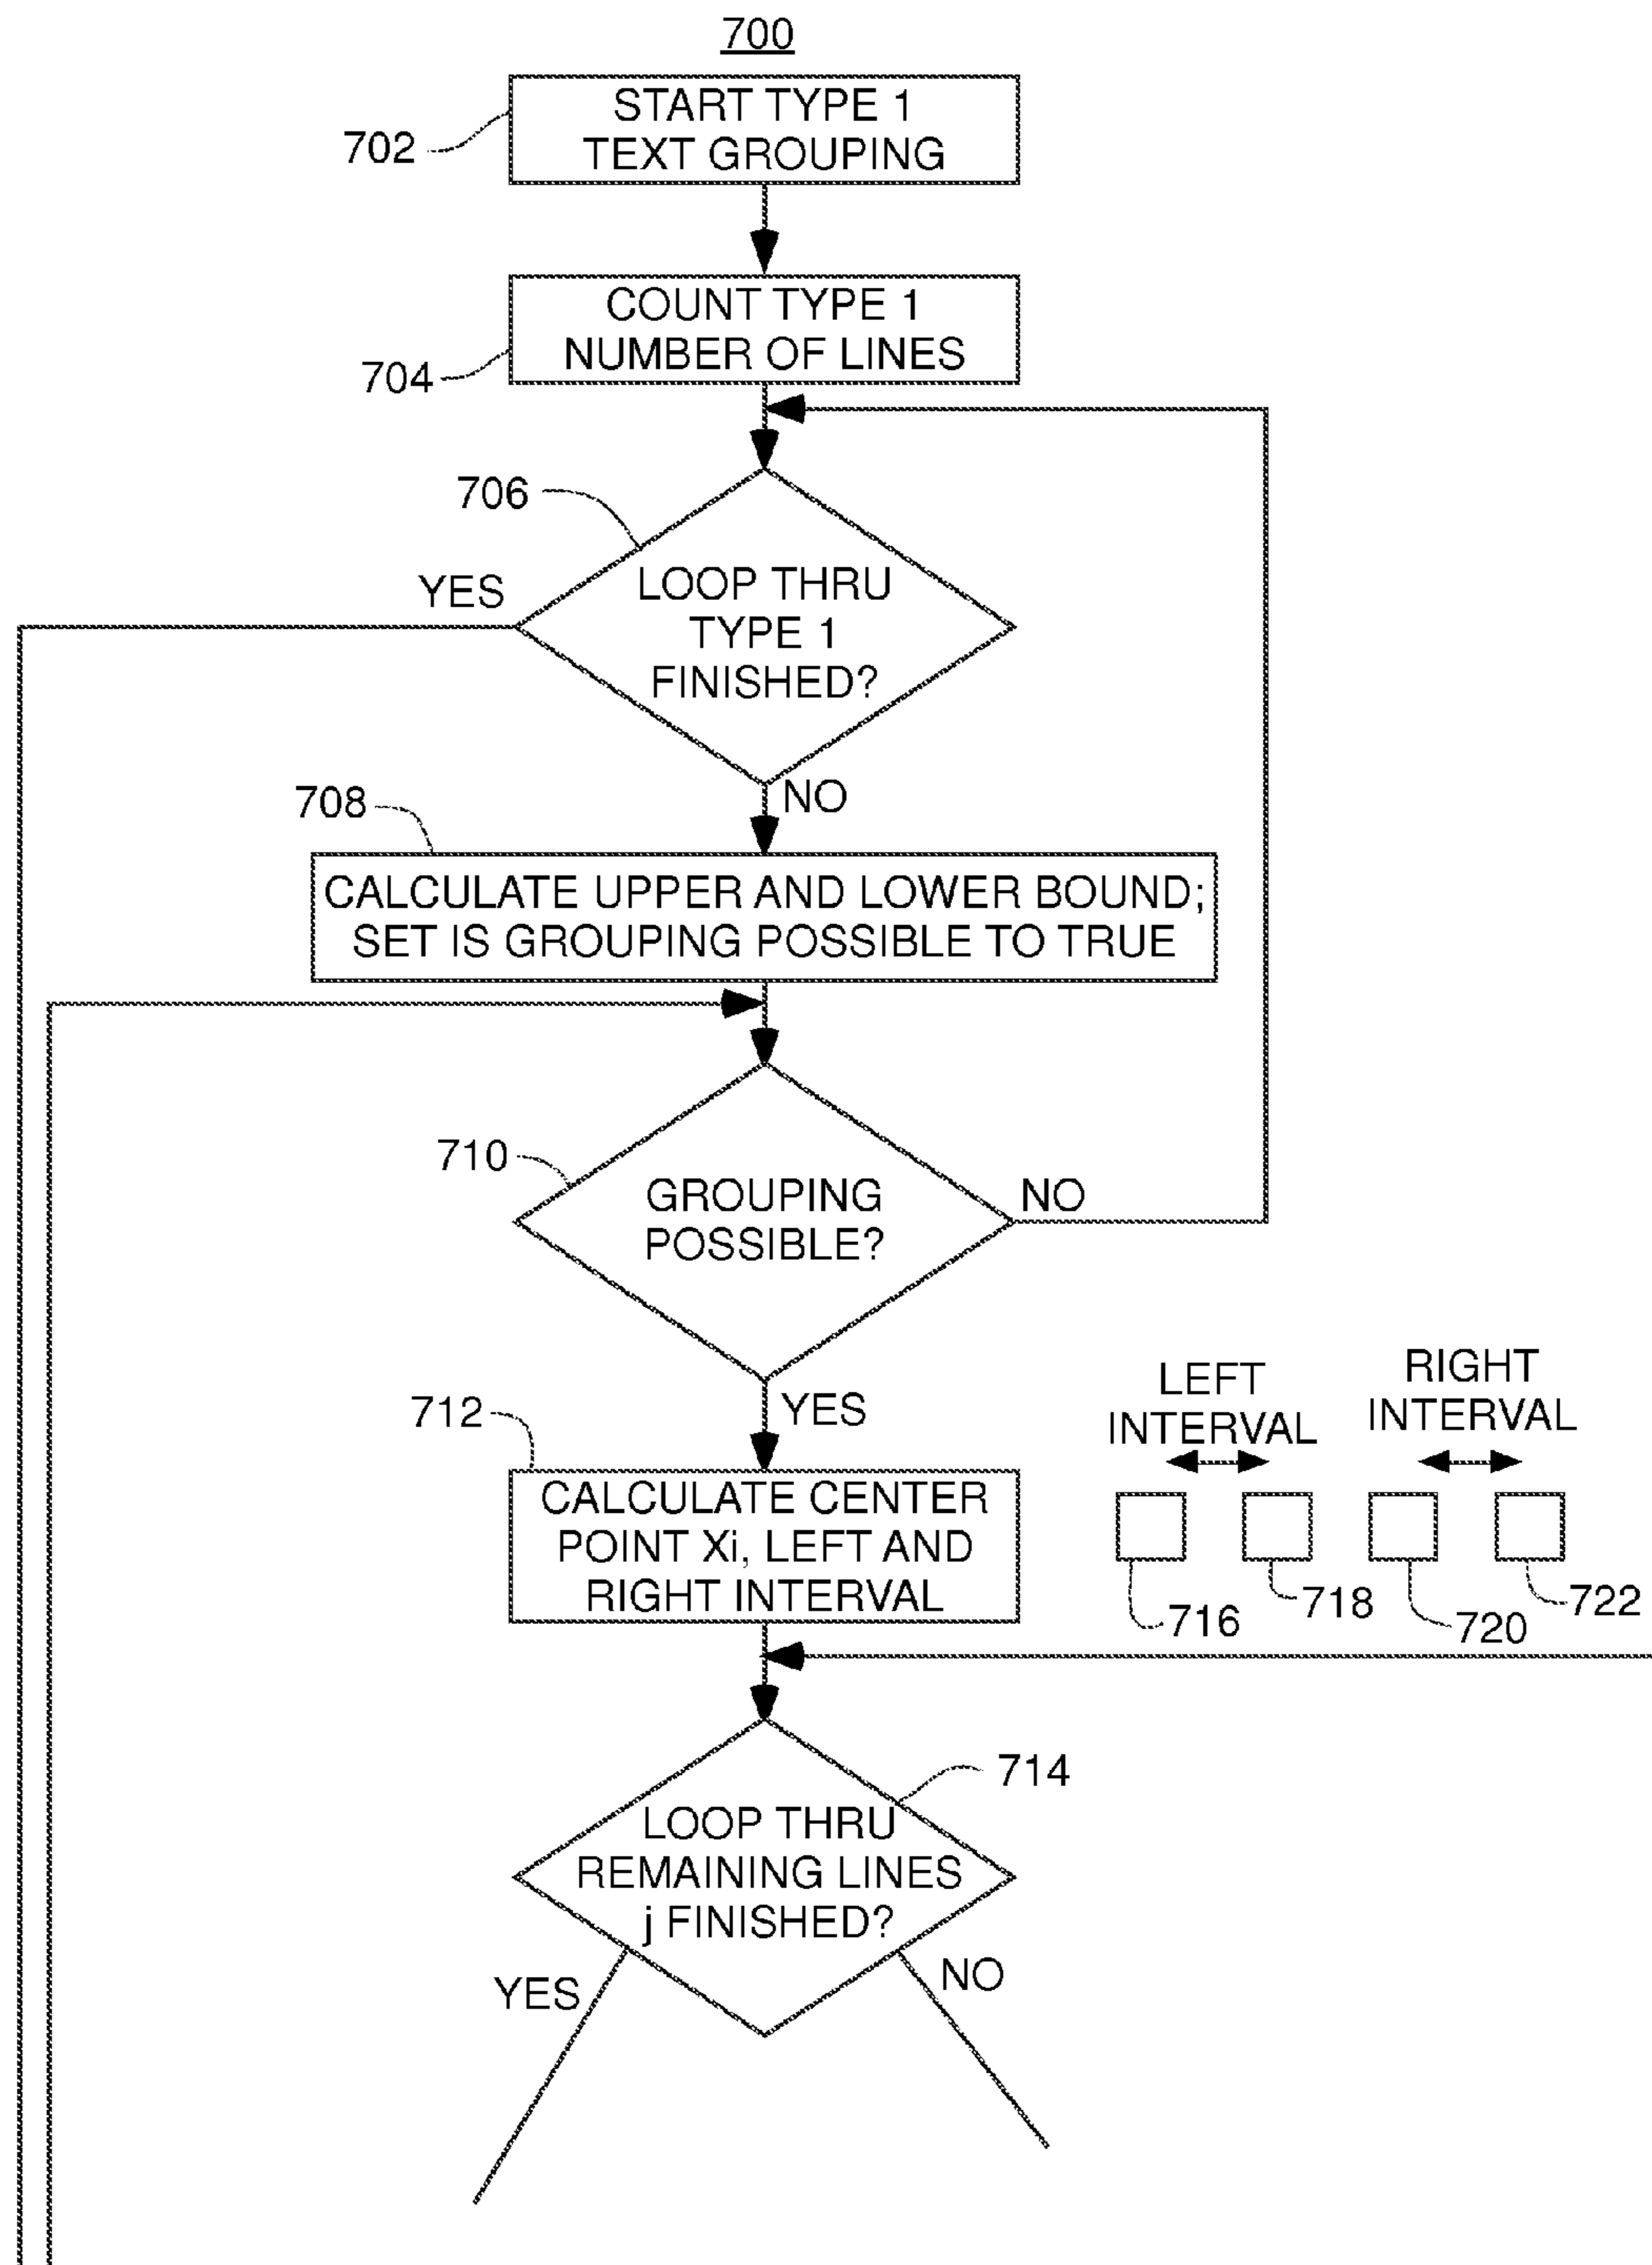 700
START TYPE 1
TEXT GROUPING
702
COUNT TYPE 1
NUMBER OF LINES
704
706
YES
LOOP THRU
TYPE 1
FINISHED?
NO
708
CALCULATE UPPER AND LOWER BOUND;
SET IS GROUPING POSSIBLE TO TRUE
710
GROUPING
POSSIBLE?
NO
YES
712
CALCULATE CENTER
POINT Xi, LEFT AND
RIGHT INTERVAL
LEFT
INTERVAL
RIGHT
INTERVAL
716
718
720
722
714
LOOP THRU
REMAINING LINES
j FINISHED?
YES
NO